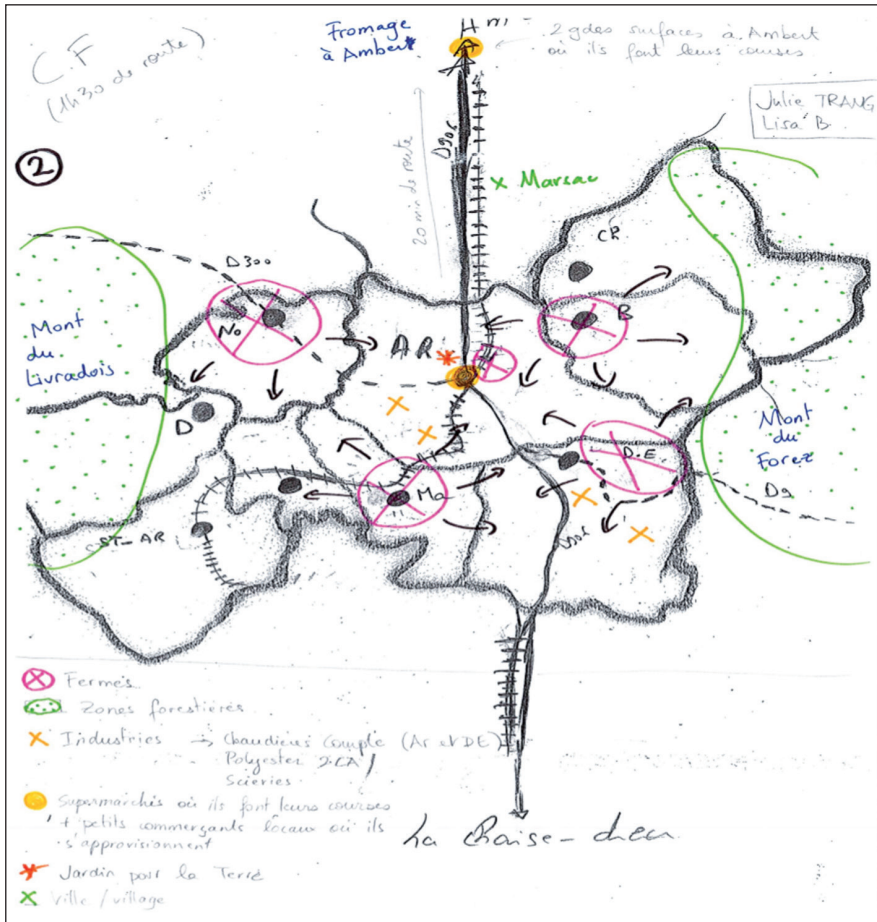 C.F
(1h30 de route)
Fromage
à Ambert
2 gdes surfaces à Ambert
où ils font leurs courses
Julie TRANG
Lisa B
2
D906
20 min de route
x Marsac
CR
D300
No
B
Mont
du
Livradois
AR
D
Mont
du
Forez
D.E
Ma
D9
ST-AR
Fermes
Zones forestières
Industries → Chaudières Compte (Ar et DE)
Polyester 2.CA
Scieries
Supermarchés où ils font leurs courses
+ petits commerçants locaux où ils
s'approvisionnent
La Chaise-dieu
Jardin pour la Terre
Ville / village